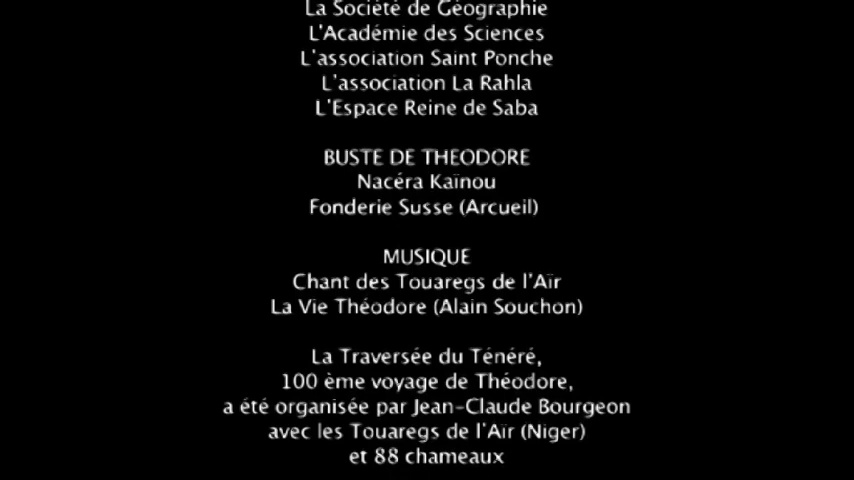 La Société de Géographie
L'Académie des Sciences
L'association Saint Ponche
L'association La Rahla
L'Espace Reine de Saba
BUSTE DE THEODORE
Nacéra Kaïnou
Fonderie Susse (Arcueil)
MUSIQUE
Chant des Touaregs de l'Aïr
La Vie Théodore (Alain Souchon)
La Traversée du Ténéré,
100 ème voyage de Théodore,
a été organisée par Jean-Claude Bourgeon
avec les Touaregs de l'Aïr (Niger)
et 88 chameaux